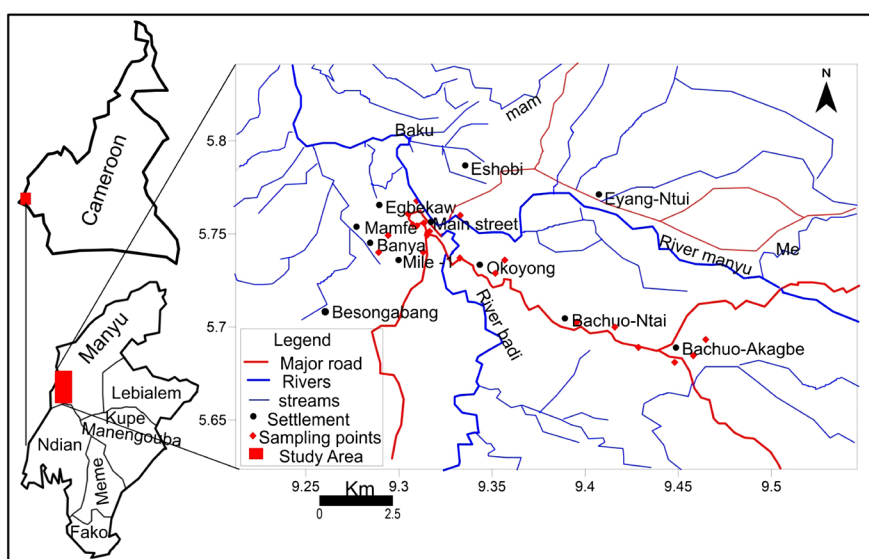 Cameroon
Manyu
Lebialem
Kupe
Manengouba
Ndian
Meme
Fako
N
5.8
5.75
5.7
5.65
mam
Baku
Eshobi
Eyang-Ntui
Egbekaw
Main street
Mamfe
Banya
Mile -1
Okoyong
River manyu
Me
Besongabang
River badi
Bachuo-Ntai
Bachuo-Akagbe
Legend
Major road
Rivers
streams
Settlement
Sampling points
Study Area
9.25
9.3
9.35
9.4
9.45
9.5
Km
0
2.5